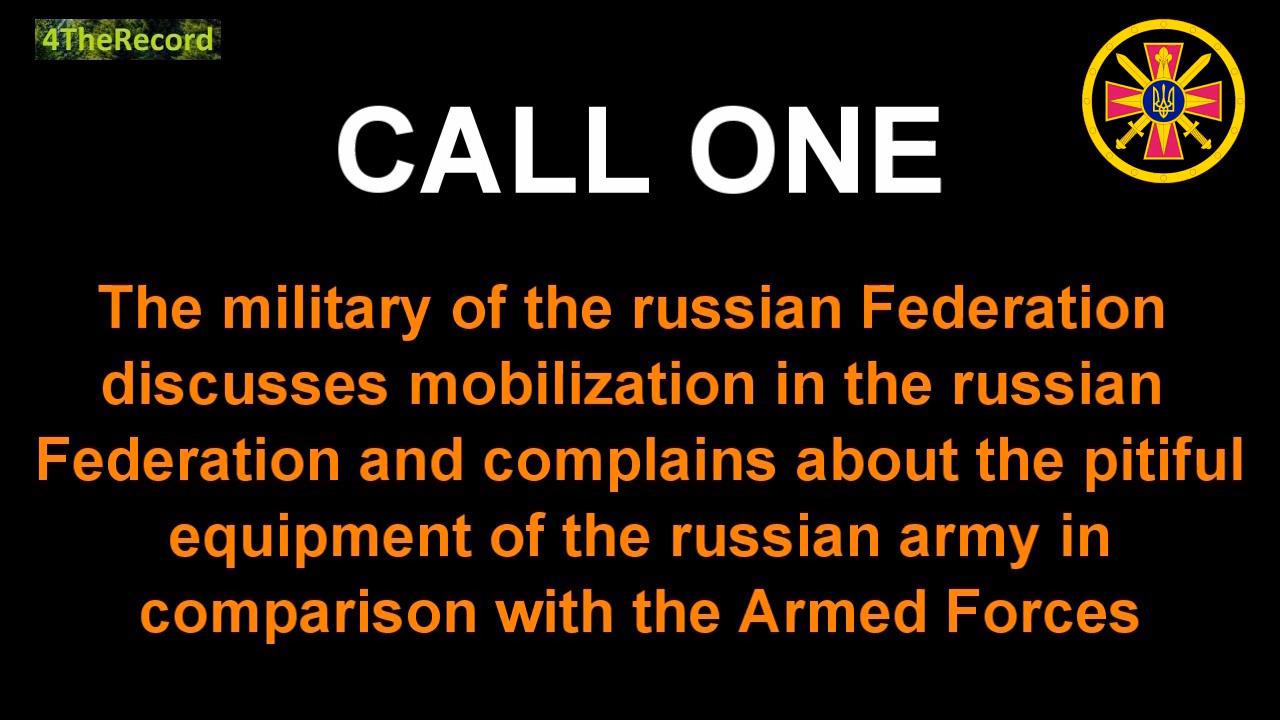 4TheRecord
CALL ONE
The military of the russian Federation
discusses mobilization in the russian
Federation and complains about the pitiful
equipment of the russian army in
comparison with the Armed Forces